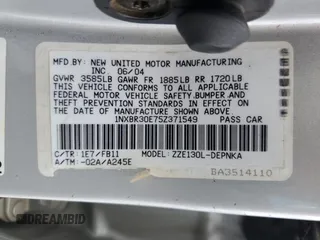 MFD. BY: NEW UNITED MOTOR MANUFACTURING
INC. 06/04
GVWR 3585LB GAWR FR 1885LB RR 1720LB
THIS VEHICLE CONFORMS TO ALL APPLICABLE
FEDERAL MOTOR VEHICLE SAFETY, BUMPER, AND
THEFT PREVENTION STANDARDS IN EFFECT ON
THE DATE OF MANUFACTURE SHOWN ABOVE.
1NXBR30E75Z371549 PASS CAR
C/TR: 1E7/FB11 MODEL: ZZE130L-DEPNKA
A/TM: -02A/A245E
BA3514110
AutoBidMaster